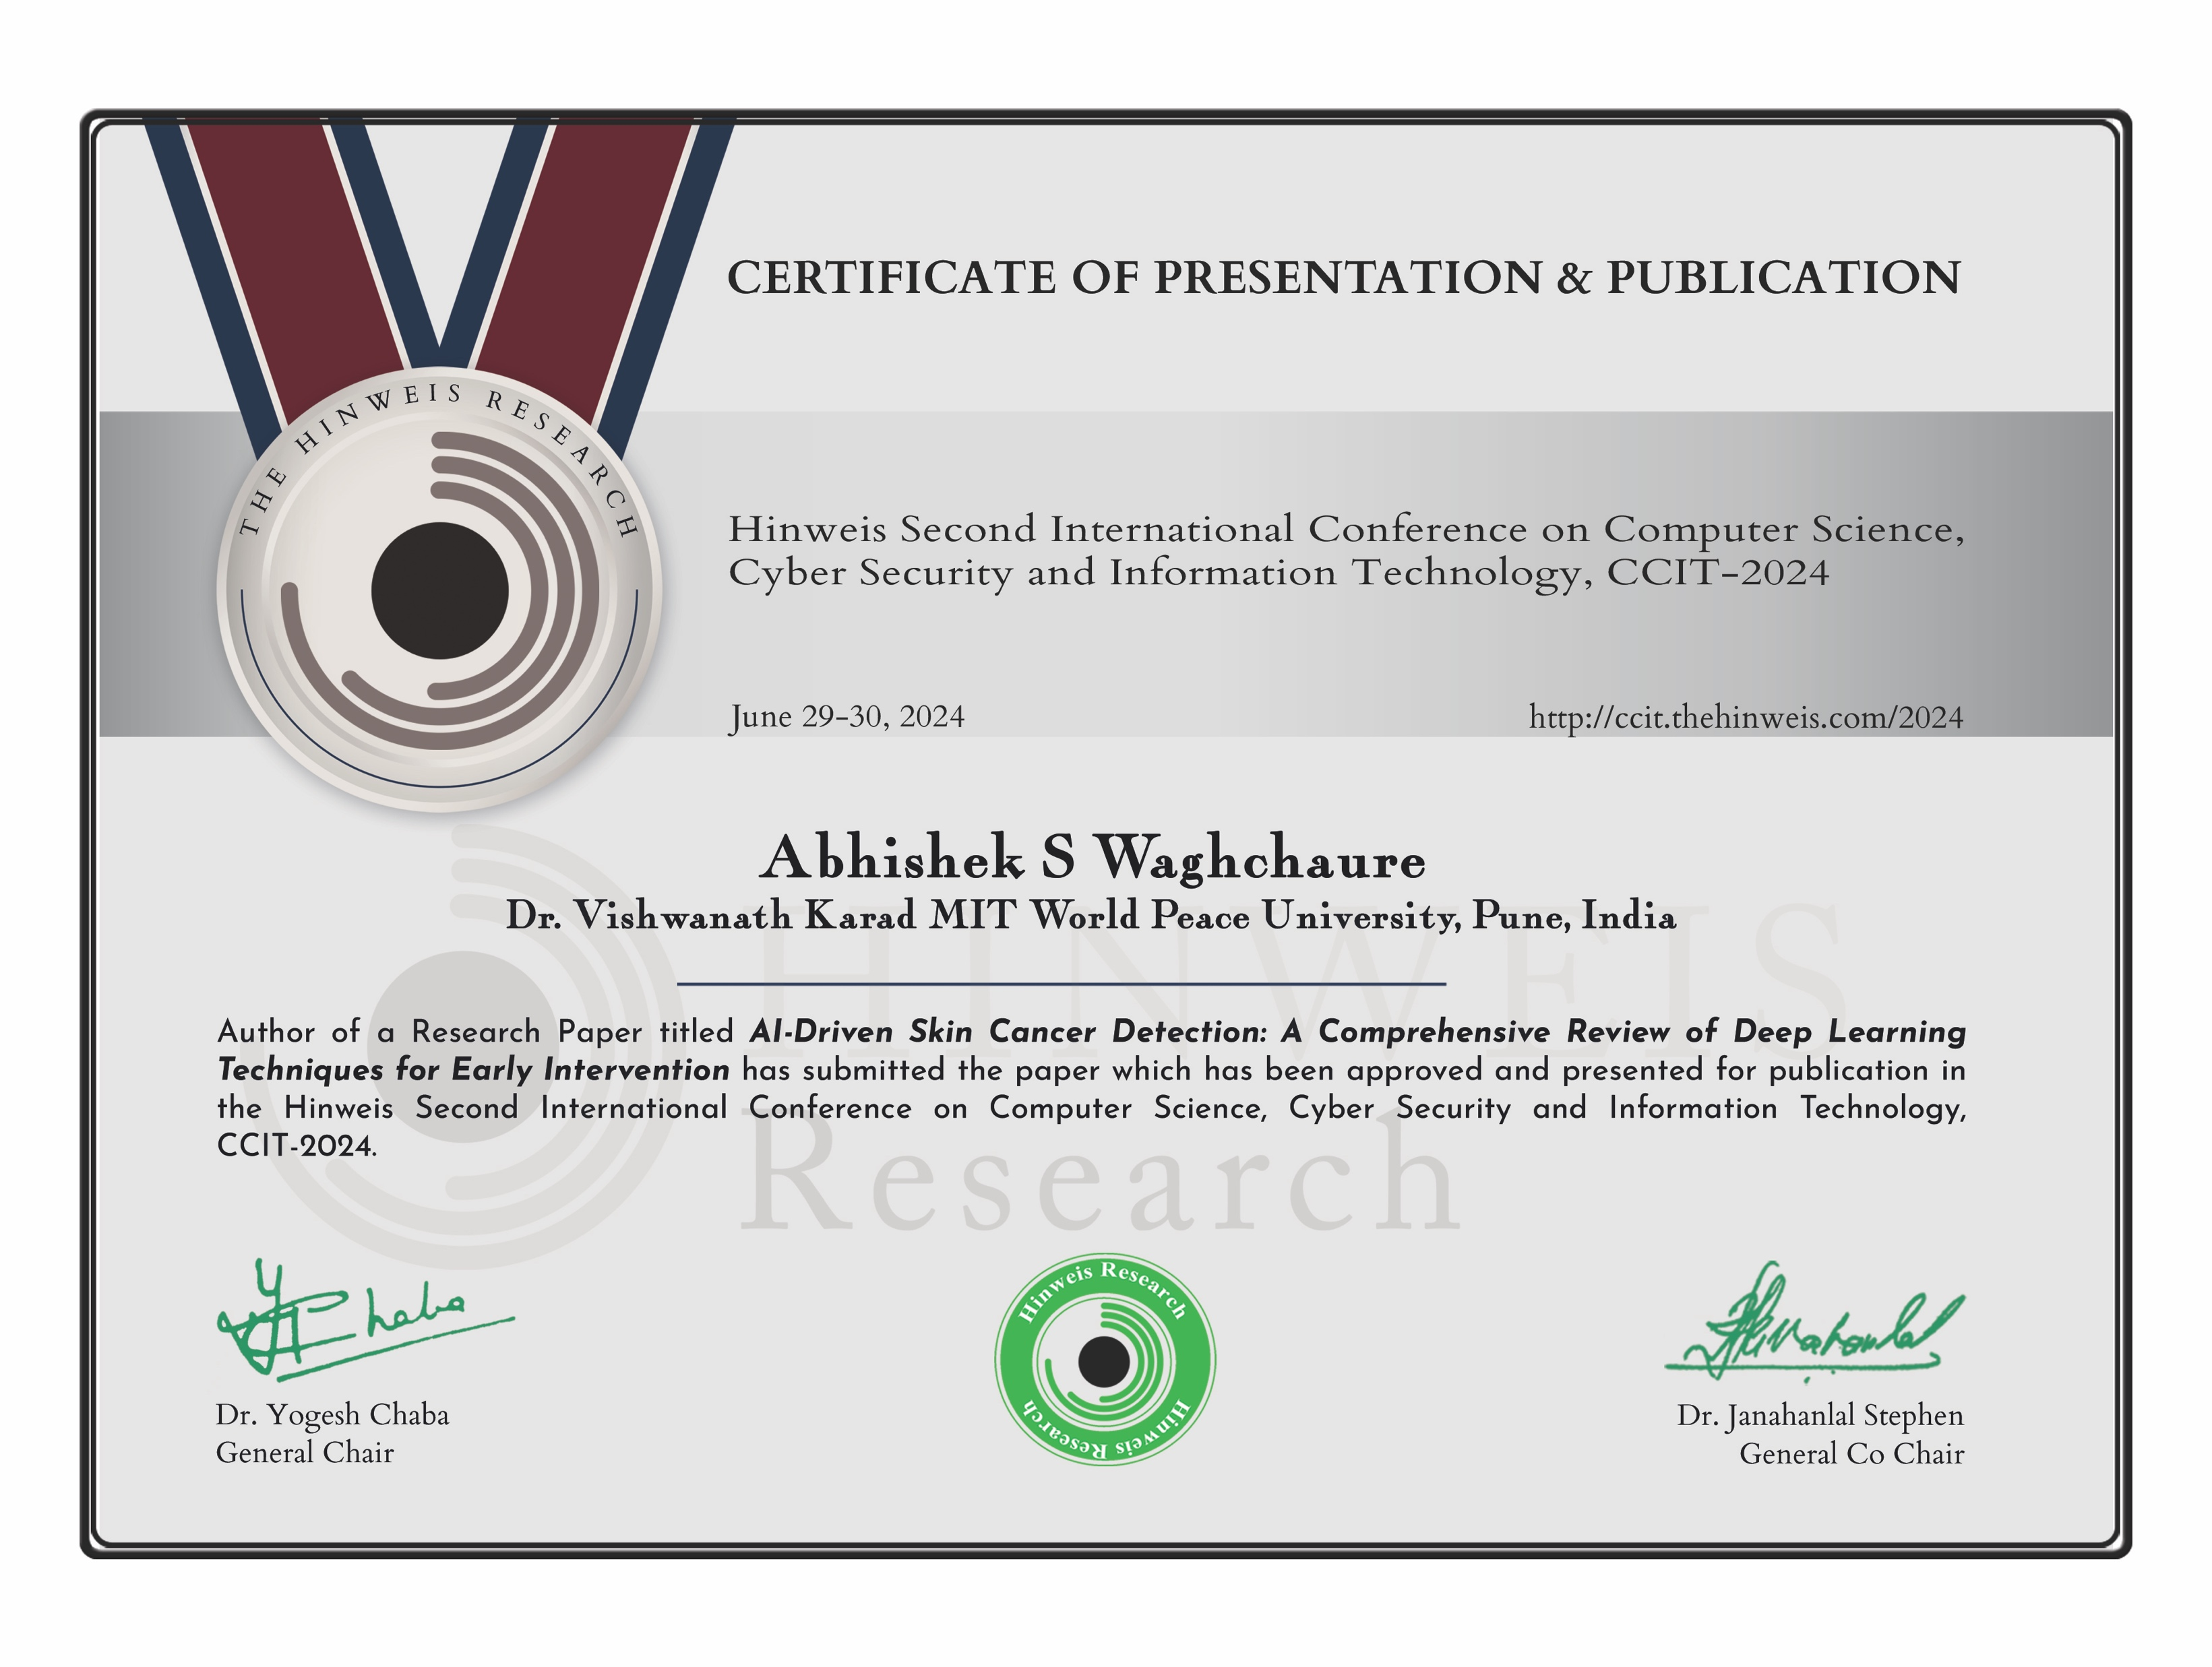 THE HINWEIS RESEARCH
CERTIFICATE OF PRESENTATION & PUBLICATION
Hinweis Second International Conference on Computer Science,
Cyber Security and Information Technology, CCIT-2024
June 29-30, 2024
http://ccit.thehinweis.com/2024
Abhishek S Waghchaure
Dr. Vishwanath Karad MIT World Peace University, Pune, India
HINWEIS
Research
Author of a Research Paper titled AI-Driven Skin Cancer Detection: A Comprehensive Review of Deep Learning
Techniques for Early Intervention has submitted the paper which has been approved and presented for publication in
the Hinweis Second International Conference on Computer Science, Cyber Security and Information Technology,
CCIT-2024.
Hinweis Research
Hinweis Research
Chaba
Dr. Yogesh Chaba
General Chair
Dr. Janahanlal Stephen
General Co Chair